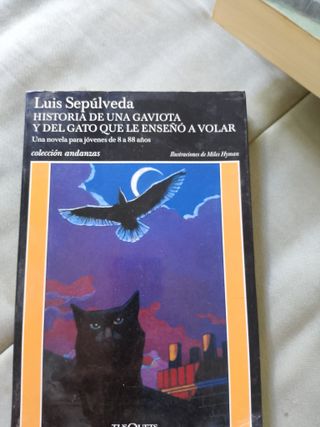 Luis Sepúlveda
HISTORIA DE UNA GAVIOTA
Y DEL GATO QUE LE ENSEÑÓ A VOLAR
Una novela para jóvenes de 8 a 88 años
colección andanzas
Ilustraciones de Miles Hyman
TUSQUETS